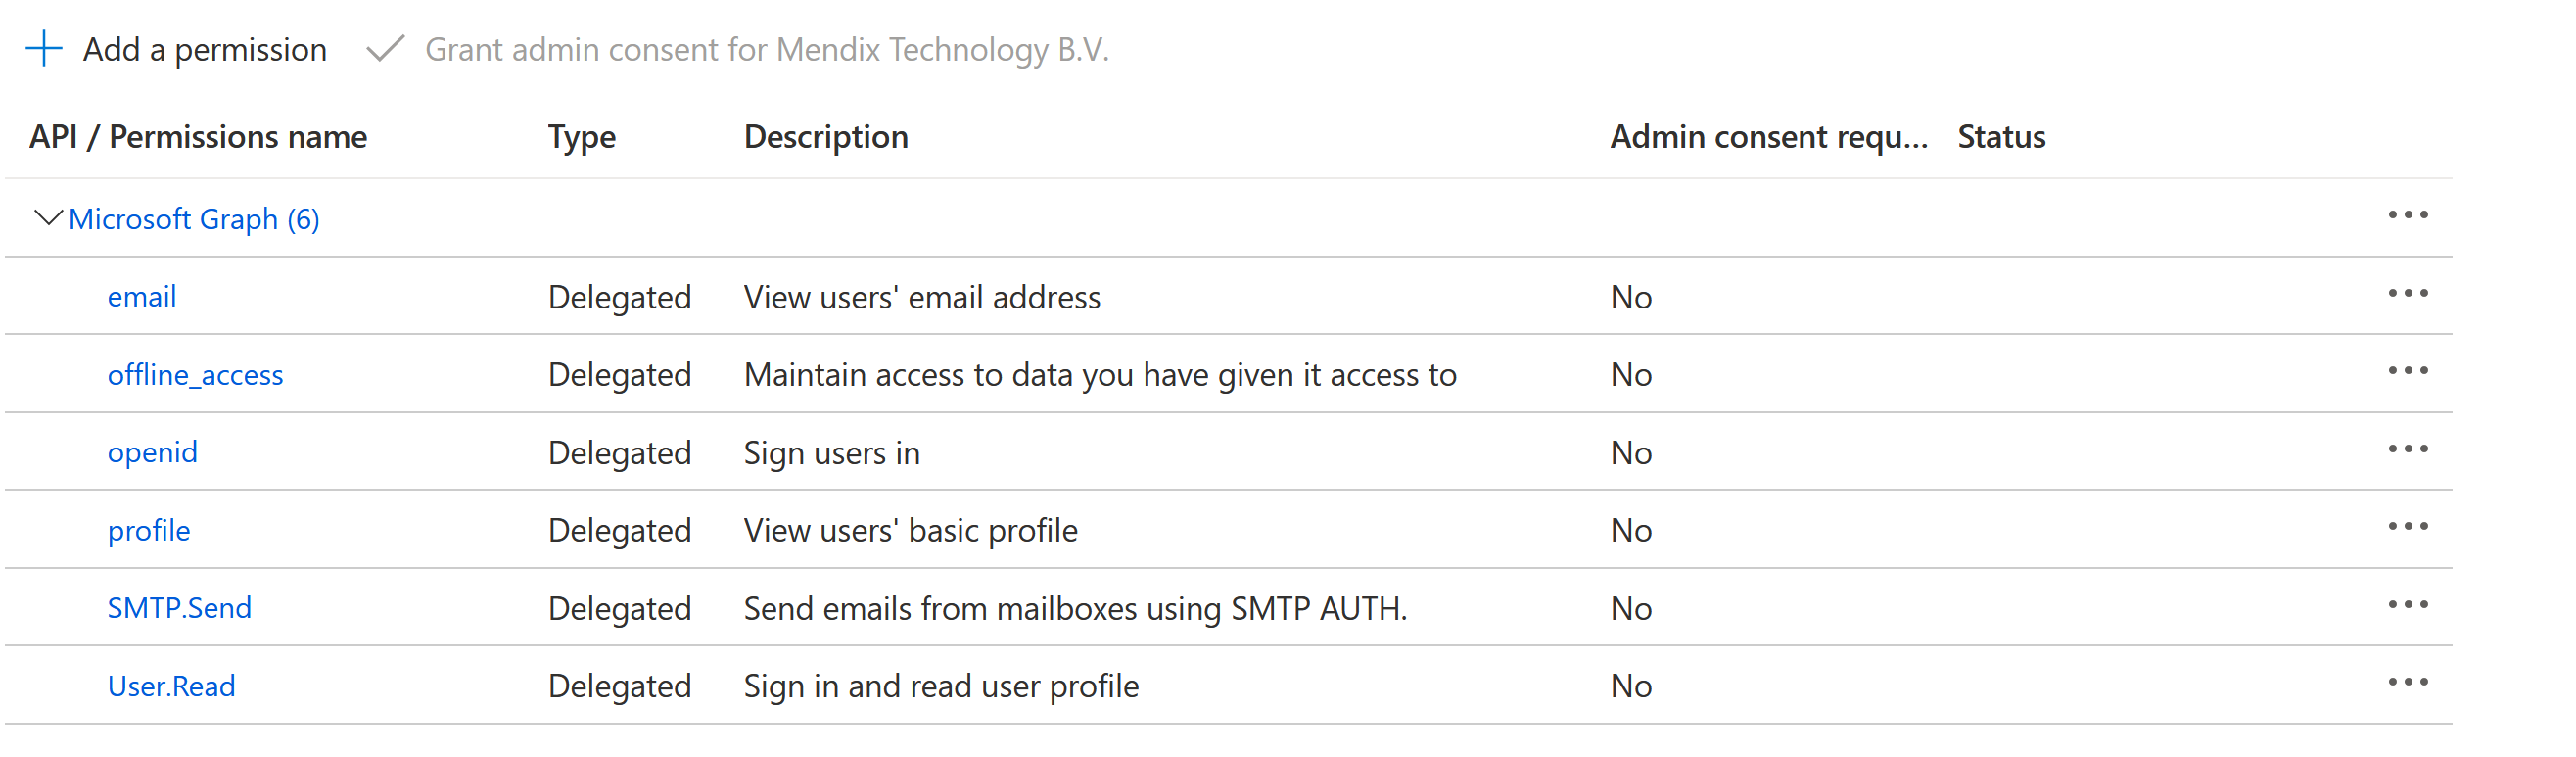 Add a permission Grant admin consent for Mendix Technology B.V.
API / Permissions name Type Description Admin consent requ... Status
Microsoft Graph (6)
email Delegated View users' email address No
offline_access Delegated Maintain access to data you have given it access to No
openid Delegated Sign users in No
profile Delegated View users' basic profile No
SMTP.Send Delegated Send emails from mailboxes using SMTP AUTH. No
User.Read Delegated Sign in and read user profile No